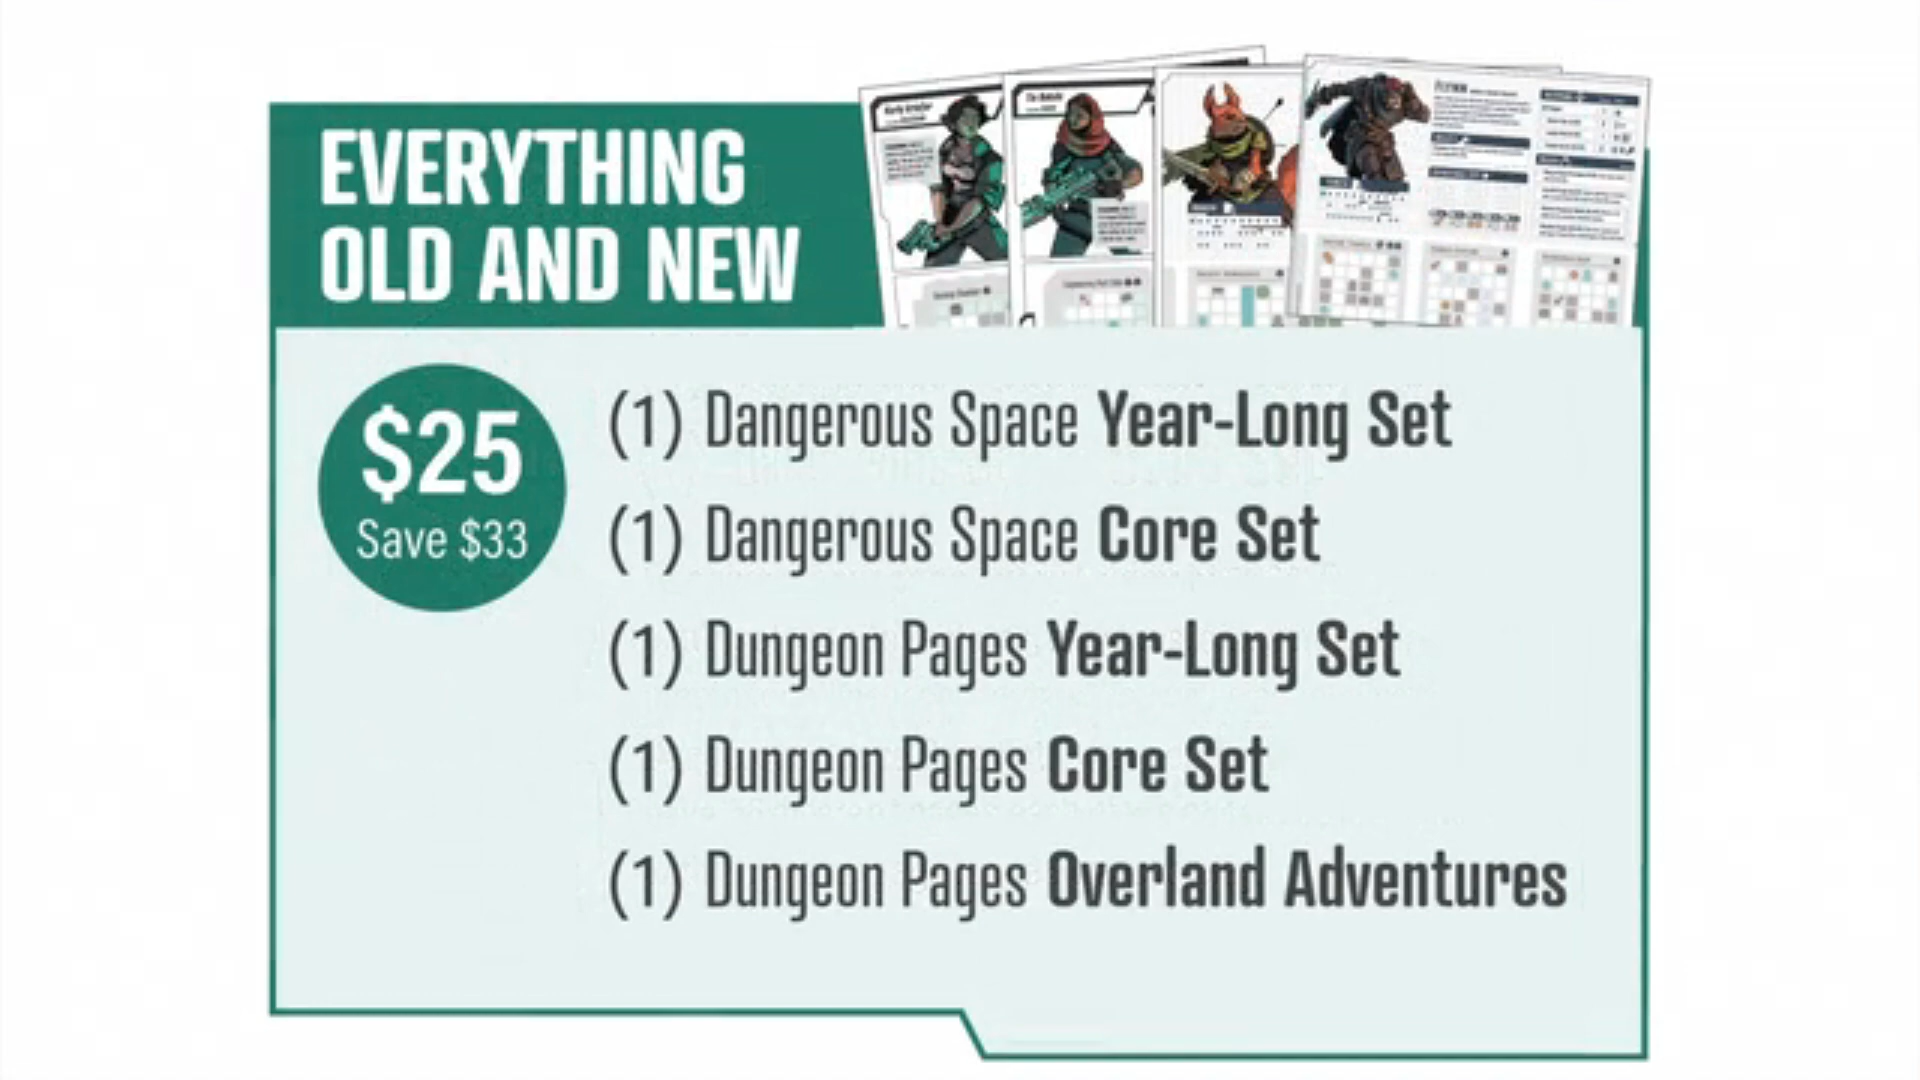 EVERYTHING
OLD AND NEW
$25
Save $33
(1) Dangerous Space Year-Long Set
(1) Dangerous Space Core Set
(1) Dungeon Pages Year-Long Set
(1) Dungeon Pages Core Set
(1) Dungeon Pages Overland Adventures